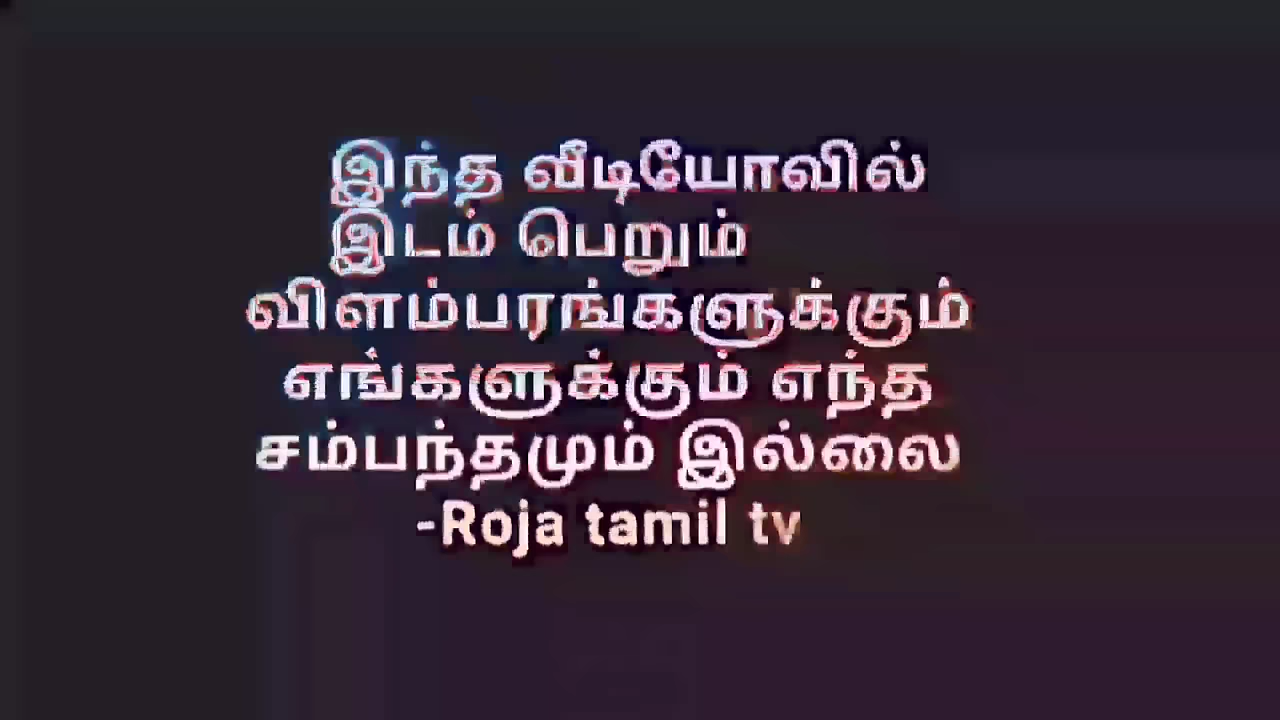 இந்த வீடியோவில்
இடம் பெறும்
விளம்பரங்களுக்கும்
எங்களுக்கும் எந்த
சம்பந்தமும் இல்லை
-Roja tamil tv